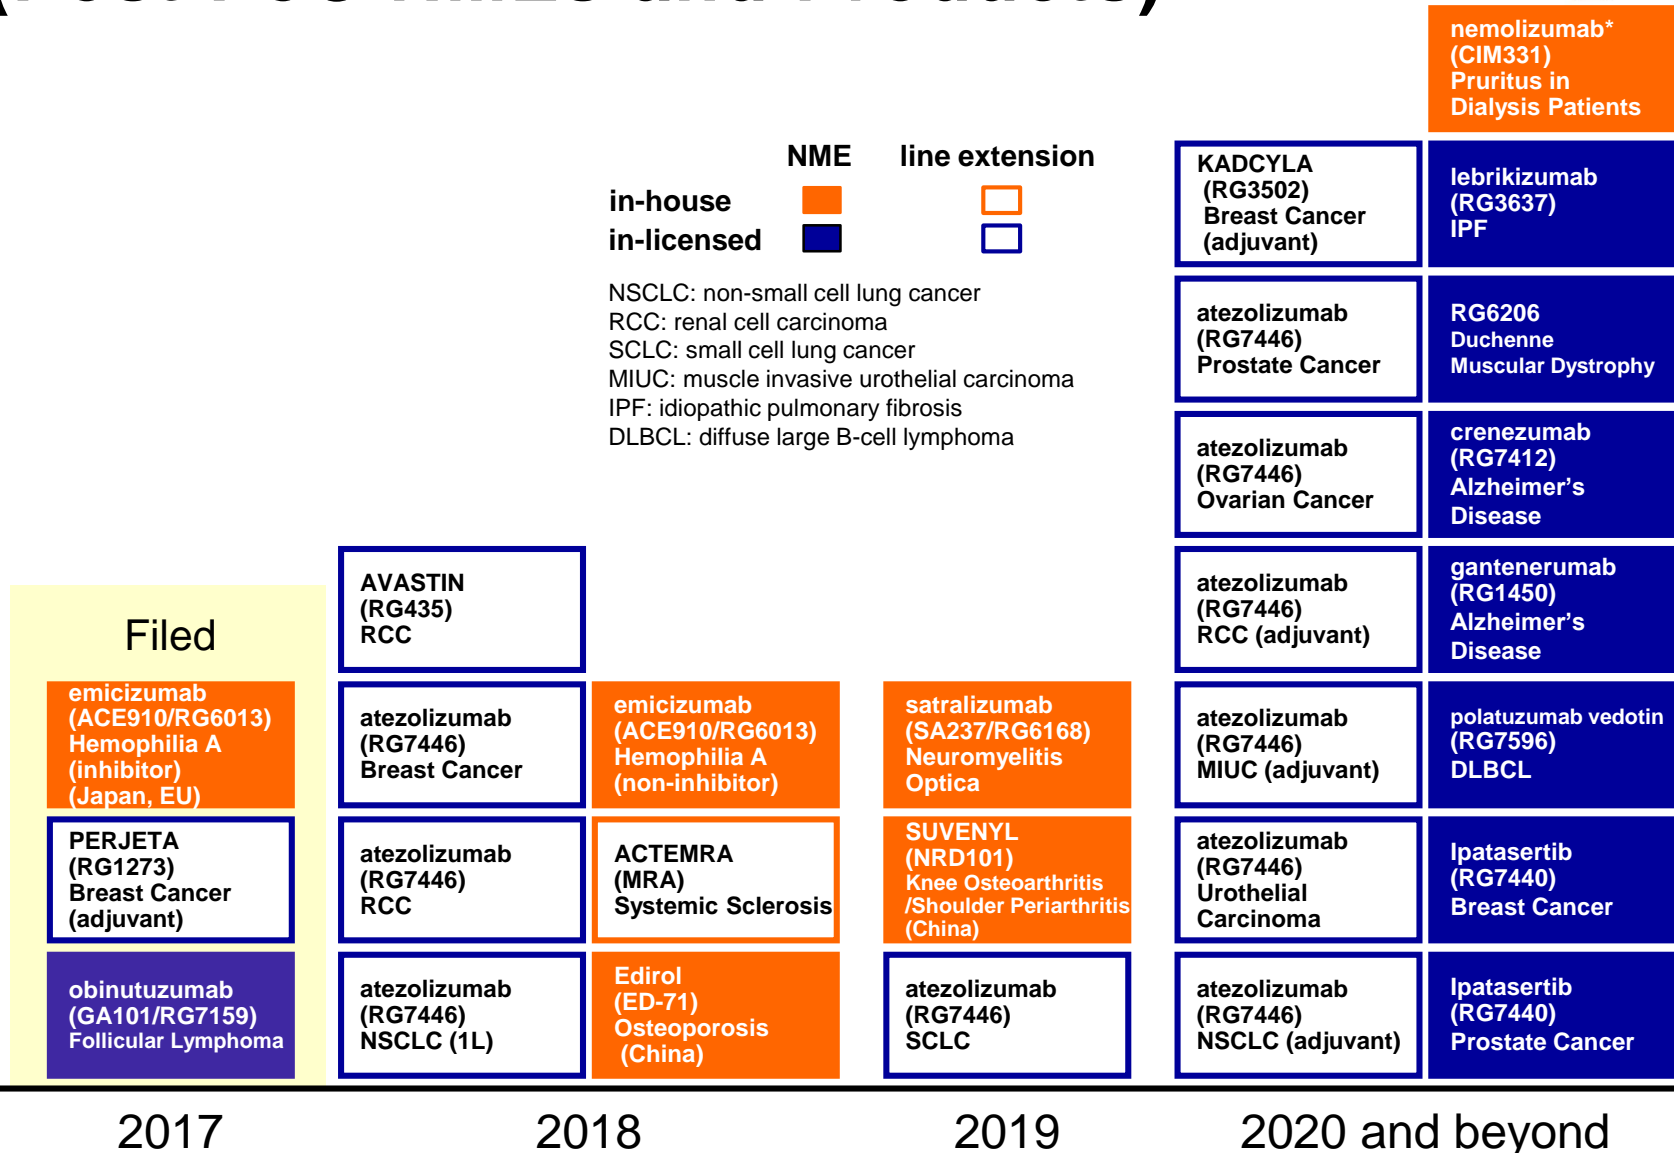 (Post PoC NMEs and Products)
nemolizumab*
(CIM331)
Pruritus in
Dialysis Patients
NME line extension
in-house
in-licensed
NSCLC: non-small cell lung cancer
RCC: renal cell carcinoma
SCLC: small cell lung cancer
MIUC: muscle invasive urothelial carcinoma
IPF: idiopathic pulmonary fibrosis
DLBCL: diffuse large B-cell lymphoma
KADCYLA
(RG3502)
Breast Cancer
(adjuvant)
lebrikizumab
(RG3637)
IPF
atezolizumab
(RG7446)
Prostate Cancer
RG6206
Duchenne
Muscular Dystrophy
atezolizumab
(RG7446)
Ovarian Cancer
crenezumab
(RG7412)
Alzheimer’s
Disease
AVASTIN
(RG435)
RCC
atezolizumab
(RG7446)
RCC (adjuvant)
gantenerumab
(RG1450)
Alzheimer’s
Disease
Filed
emicizumab
(ACE910/RG6013)
Hemophilia A
(inhibitor)
(Japan, EU)
atezolizumab
(RG7446)
Breast Cancer
emicizumab
(ACE910/RG6013)
Hemophilia A
(non-inhibitor)
satralizumab
(SA237/RG6168)
Neuromyelitis
Optica
atezolizumab
(RG7446)
MIUC (adjuvant)
polatuzumab vedotin
(RG7596)
DLBCL
PERJETA
(RG1273)
Breast Cancer
(adjuvant)
atezolizumab
(RG7446)
RCC
ACTEMRA
(MRA)
Systemic Sclerosis
SUVENYL
(NRD101)
Knee Osteoarthritis
/Shoulder Periarthritis
(China)
atezolizumab
(RG7446)
Urothelial
Carcinoma
Ipatasertib
(RG7440)
Breast Cancer
obinutuzumab
(GA101/RG7159)
Follicular Lymphoma
atezolizumab
(RG7446)
NSCLC (1L)
Edirol
(ED-71)
Osteoporosis
(China)
atezolizumab
(RG7446)
SCLC
atezolizumab
(RG7446)
NSCLC (adjuvant)
Ipatasertib
(RG7440)
Prostate Cancer
2017
2018
2019
2020 and beyond